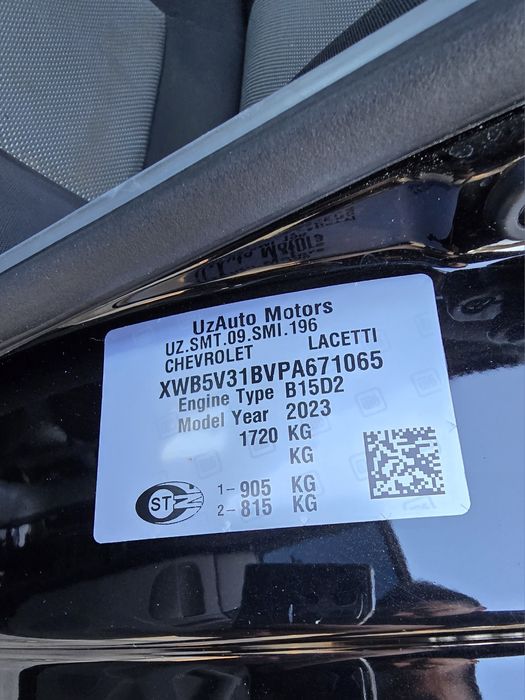 UzAuto Motors
UZ.SMT.09.SMI.196
CHEVROLET LACETTI
XWB5V31BVPA671065
Engine Type B15D2
Model Year 2023
1720 KG
KG
1- 905 KG
2- 815 KG
ST